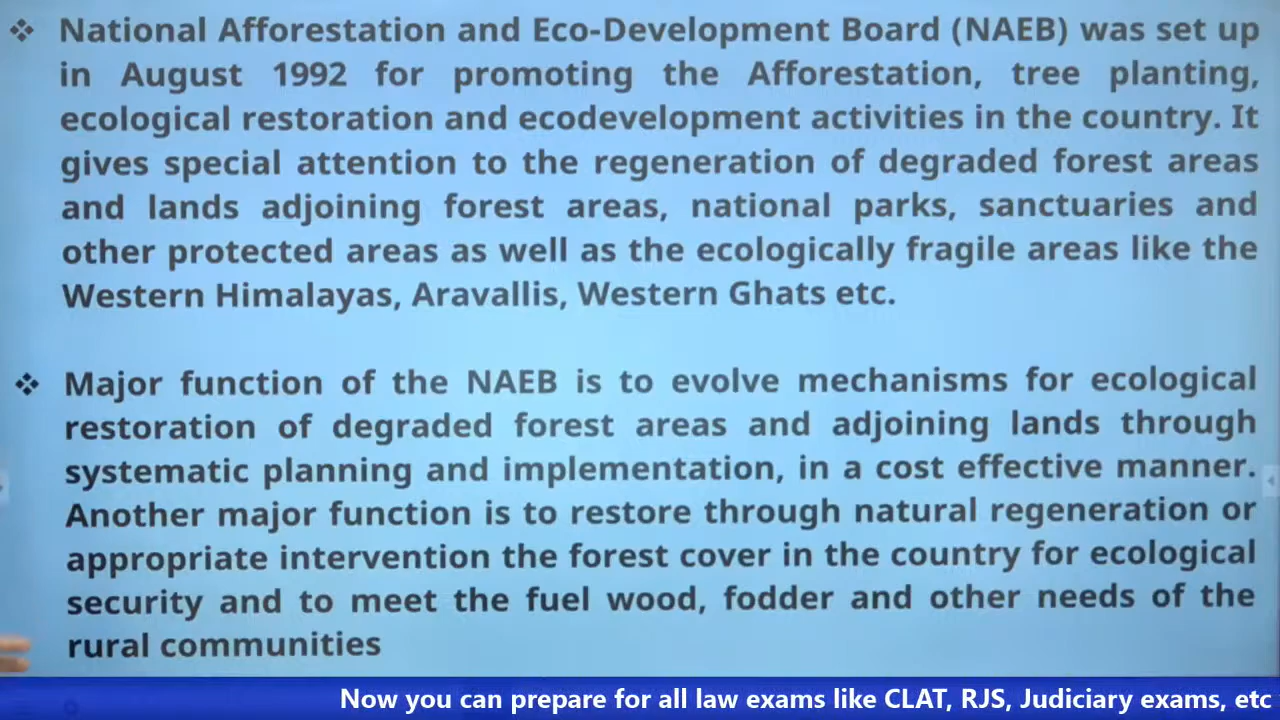 ❖ National Afforestation and Eco-Development Board (NAEB) was set up
in August 1992 for promoting the Afforestation, tree planting,
ecological restoration and ecodevelopment activities in the country. It
gives special attention to the regeneration of degraded forest areas
and lands adjoining forest areas, national parks, sanctuaries and
other protected areas as well as the ecologically fragile areas like the
Western Himalayas, Aravallis, Western Ghats etc.
❖ Major function of the NAEB is to evolve mechanisms for ecological
restoration of degraded forest areas and adjoining lands through
systematic planning and implementation, in a cost effective manner.
Another major function is to restore through natural regeneration or
appropriate intervention the forest cover in the country for ecological
security and to meet the fuel wood, fodder and other needs of the
rural communities
Now you can prepare for all law exams like CLAT, RJS, Judiciary exams, etc